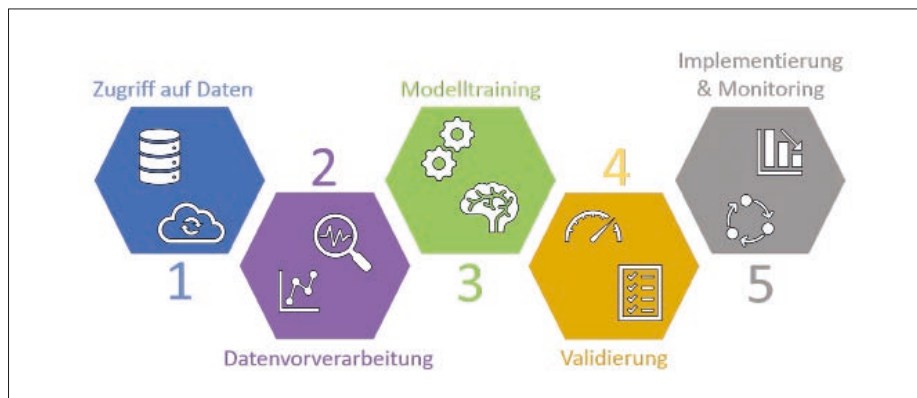 Zugriff auf Daten
1
2
Datenvorverarbeitung
Modelltraining
3
4
Validierung
Implementierung
& Monitoring
5